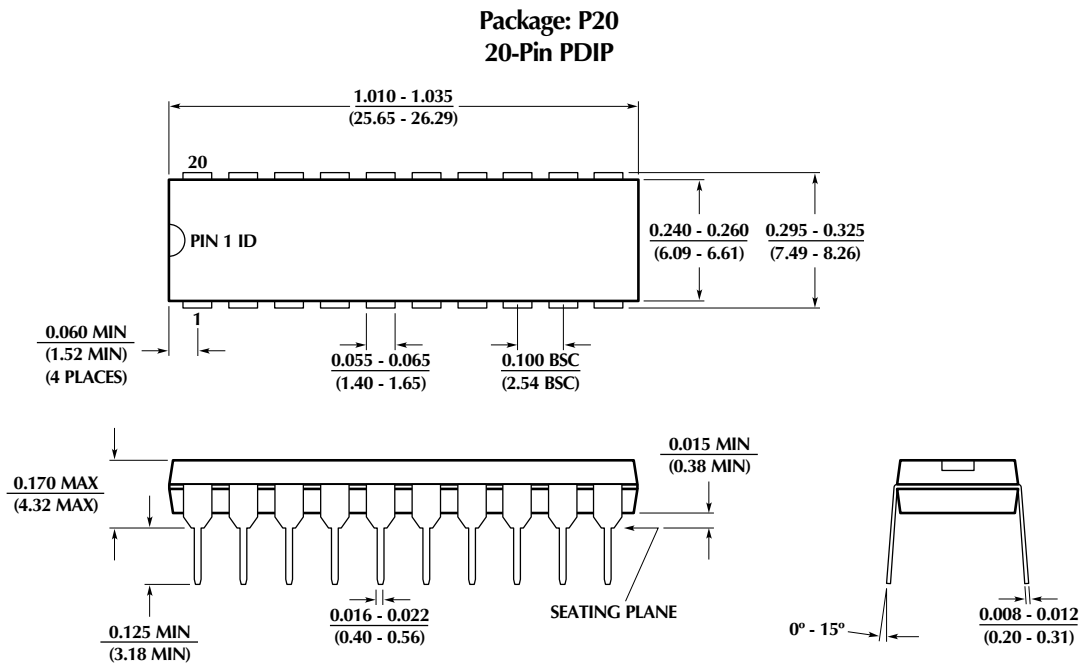 Package: P20
20-Pin PDIP
1.010 - 1.035
(25.65 - 26.29)
20
PIN 1 ID
0.240 - 0.260
(6.09 - 6.61)
0.295 - 0.325
(7.49 - 8.26)
1
0.060 MIN
(1.52 MIN)
(4 PLACES)
0.055 - 0.065
(1.40 - 1.65)
0.100 BSC
(2.54 BSC)
0.015 MIN
(0.38 MIN)
0.170 MAX
(4.32 MAX)
SEATING PLANE
0.016 - 0.022
(0.40 - 0.56)
0.125 MIN
(3.18 MIN)
0º - 15º
0.008 - 0.012
(0.20 - 0.31)